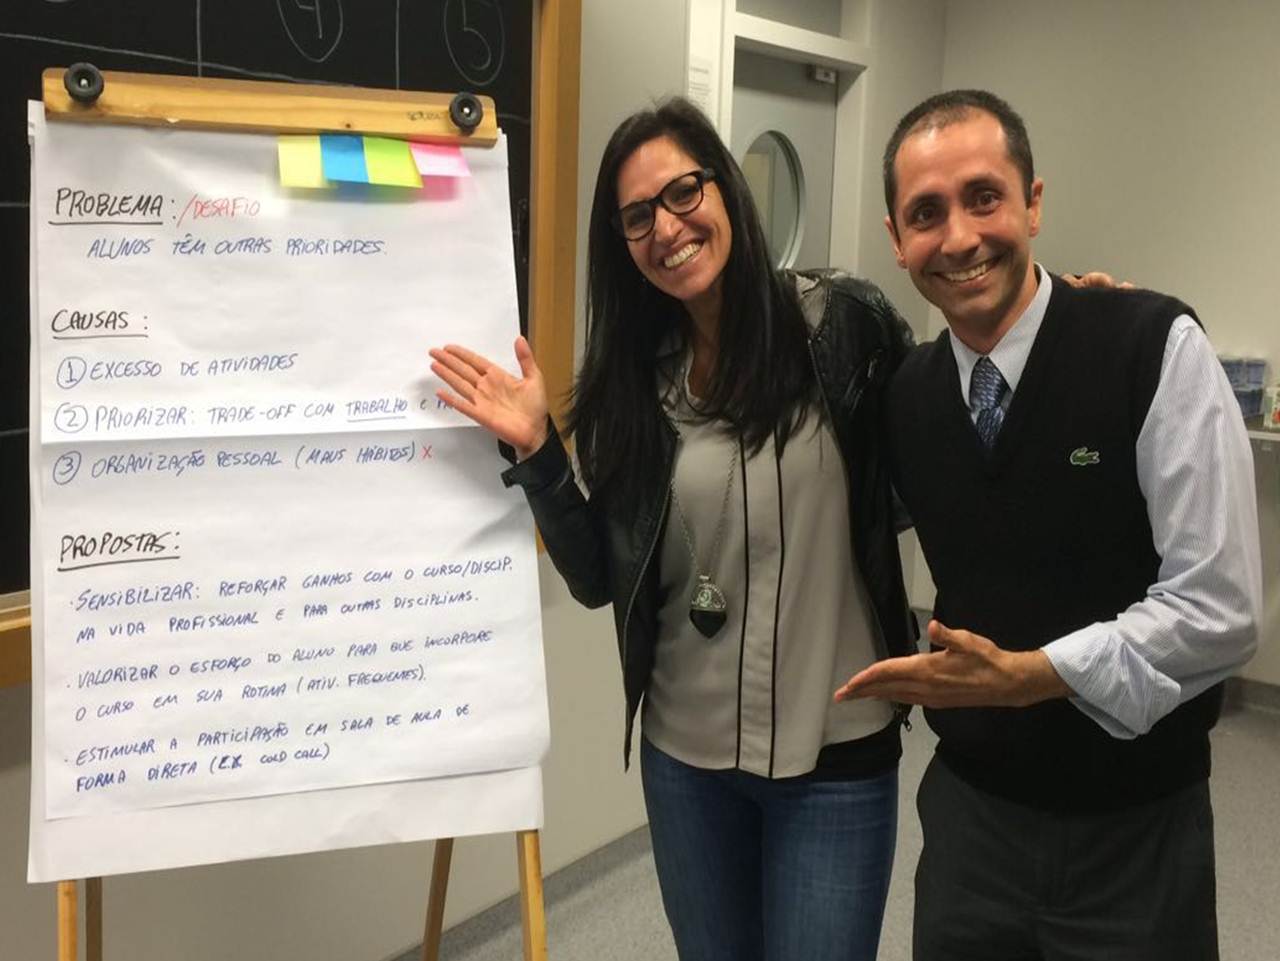 4
5
PROBLEMA: /DESAFIO
ALUNOS TÊM OUTRAS PRIORIDADES.
CAUSAS:
1 EXCESSO DE ATIVIDADES
2 PRIORIZAR: TRADE-OFF COM TRABALHO E
3 ORGANIZAÇÃO PESSOAL (MAUS HÁBITOS) X
PROPOSTAS:
· SENSIBILIZAR: REFORÇAR GANHOS COM O CURSO/DISCIP.
NA VIDA PROFISSIONAL E PARA OUTRAS DISCIPLINAS.
· VALORIZAR O ESFORÇO DO ALUNO PARA QUE INCORPORE
O CURSO EM SUA ROTINA (ATIV. FREQUENTES).
· ESTIMULAR A PARTICIPAÇÃO EM SALA DE AULA DE
FORMA DIRETA (EX COLD CALL)